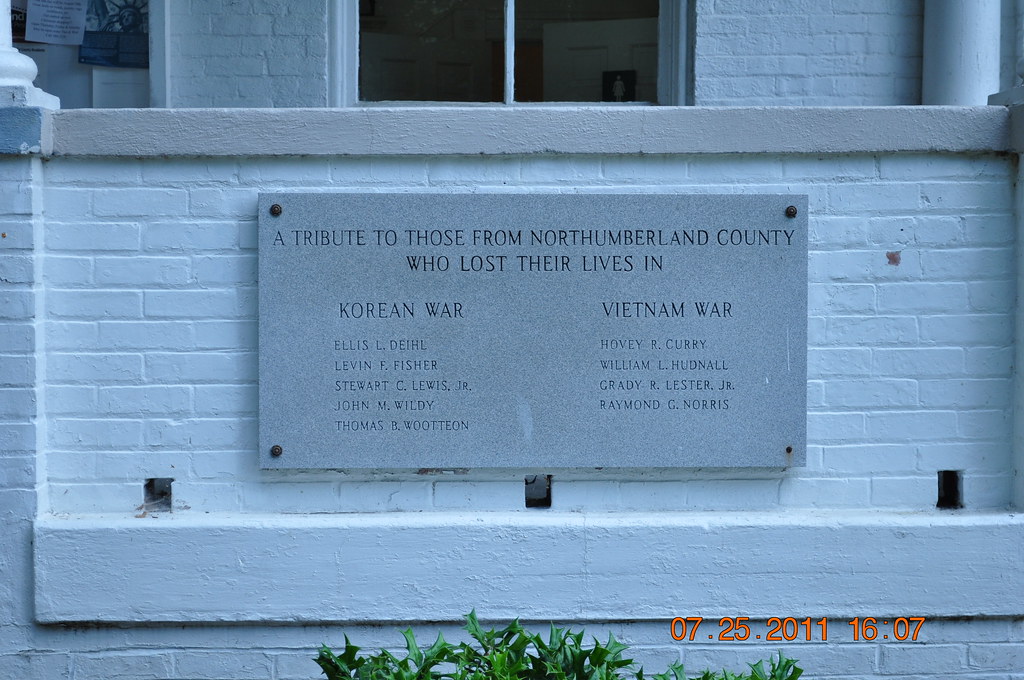 A TRIBUTE TO THOSE FROM NORTHUMBERLAND COUNTY
WHO LOST THEIR LIVES IN
KOREAN WAR
ELLIS L. DEIHL
LEVIN F. FISHER
STEWART C. LEWIS, JR.
JOHN M. WILDY
THOMAS B. WOOTTEON
VIETNAM WAR
HOVEY R. CURRY
WILLIAM L. HUDNALL
GRADY R. LESTER, JR.
RAYMOND G. NORRIS
07.25.2011 16:07